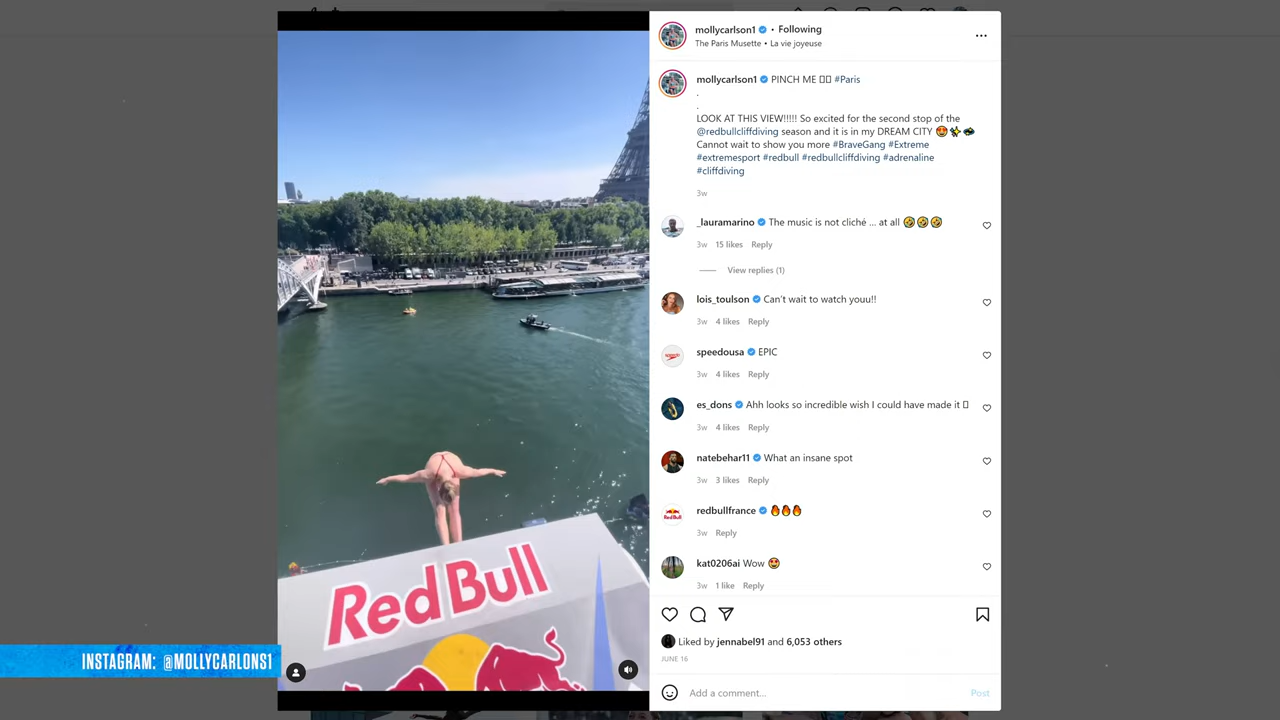 mollycarlson1 • Following
The Paris Musette • La vie joyeuse
mollycarlson1 PINCH ME #Paris
.
.
LOOK AT THIS VIEW!!!!! So excited for the second stop of the
@redbullcliffdiving season and it is in my DREAM CITY 😍
Cannot wait to show you more #BraveGang #Extreme
#extremesport #redbull #redbullcliffdiving #adrenaline
#cliffdiving
3w
_lauramarino The music is not cliché ... at all 🤣🤣🤣
3w 15 likes Reply
View replies (1)
lois_toulson Can't wait to watch youu!!
3w 4 likes Reply
speedousa EPIC
3w 4 likes Reply
es_dons Ahh looks so incredible wish I could have made it
3w 4 likes Reply
natebehar11 What an insane spot
3w 3 likes Reply
redbullfrance 🔥🔥🔥
3w Reply
kat0206ai Wow 😍
3w 1 like Reply
Liked by jennabel91 and 6,053 others
JUNE 16
Add a comment... Post
Red Bull
INSTAGRAM: @MOLLYCARLONS1